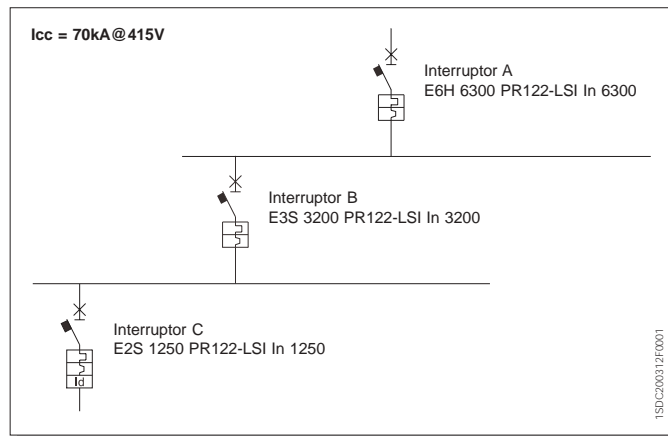 Icc = 70kA@415V
Interruptor A
E6H 6300 PR122-LSI In 6300
Interruptor B
E3S 3200 PR122-LSI In 3200
Interruptor C
E2S 1250 PR122-LSI In 1250
Id
1SDC200312F0001